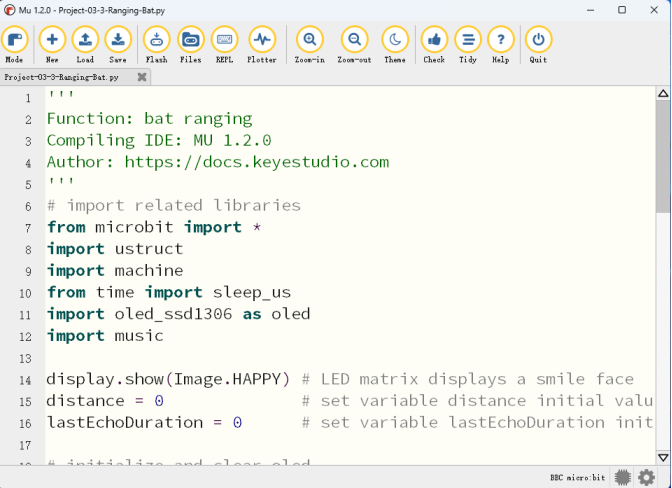 Mu 1.2.0 - Project-03-3-Ranging-Bat.py
Mode New Load Save Flash Files REPL Plotter Zoom-in Zoom-out Theme Check Tidy Help Quit
Project-03-3-Ranging-Bat.py
1 '''
2 Function: bat ranging
3 Compiling IDE: MU 1.2.0
4 Author: https://docs.keyestudio.com
5 '''
6 # import related libraries
7 from microbit import *
8 import ustruct
9 import machine
10 from time import sleep_us
11 import oled_ssd1306 as oled
12 import music
13
14 display.show(Image.HAPPY) # LED matrix displays a smile face
15 distance = 0 # set variable distance initial valu
16 lastEchoDuration = 0 # set variable lastEchoDuration init
17
18 # initialize and clear oled
BBC micro:bit